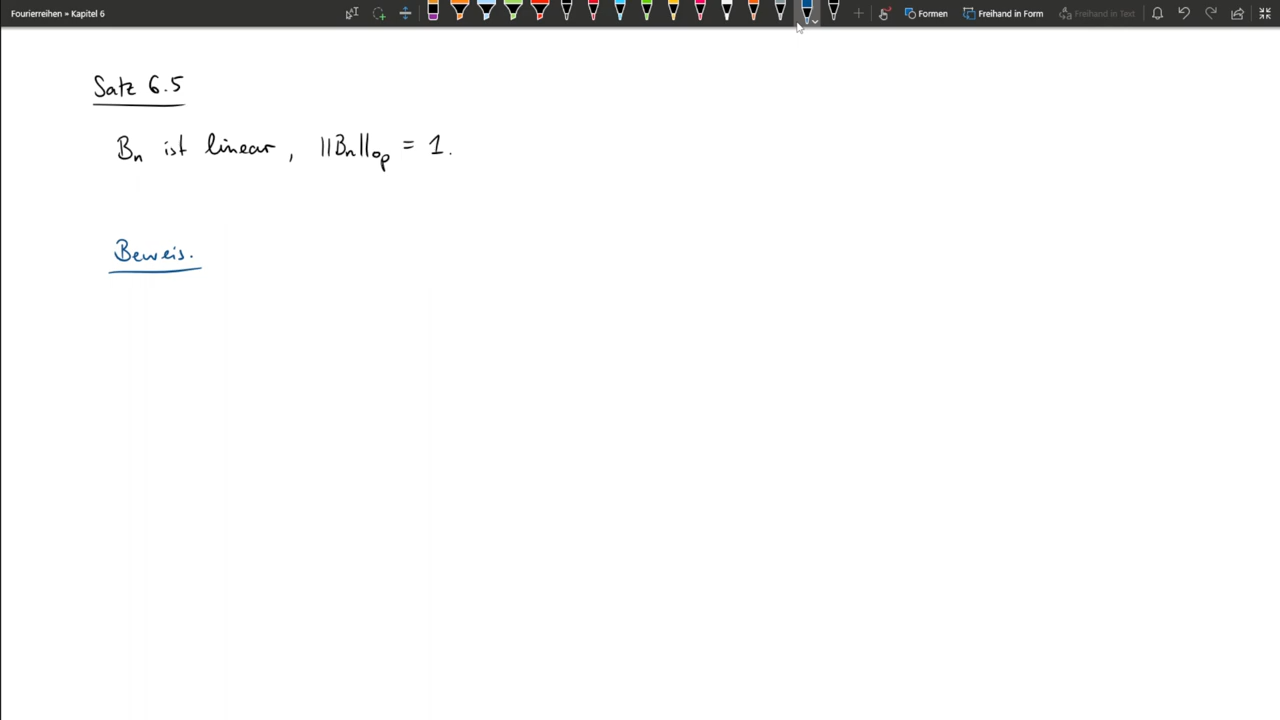 Fourierreihen » Kapitel 6
Formen
Freihand in Form
Freihand in Text
Satz 6.5
Bn ist linear, ||Bn||op = 1.
Beweis.